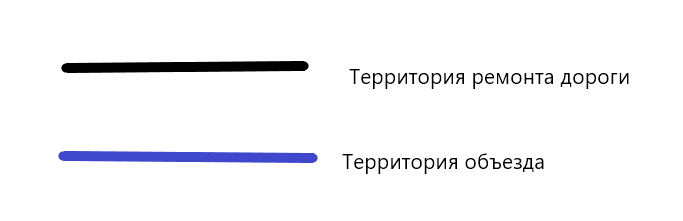 Территория ремонта дороги
Территория объезда